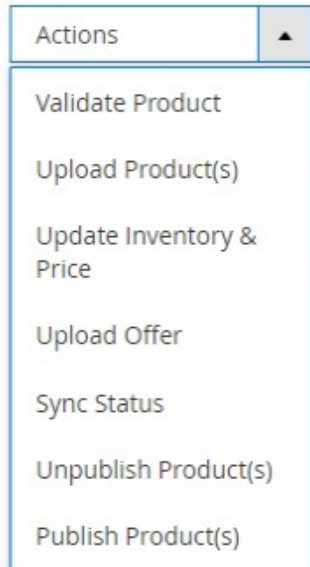 Actions
Validate Product
Upload Product(s)
Update Inventory &
Price
Upload Offer
Sync Status
Unpublish Product(s)
Publish Product(s)